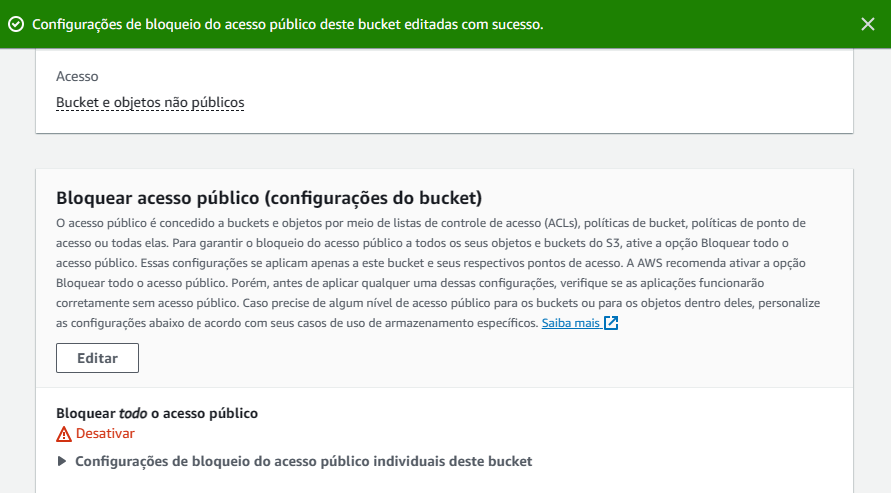 Configurações de bloqueio do acesso público deste bucket editadas com sucesso.
Acesso
Bucket e objetos não públicos
Bloquear acesso público (configurações do bucket)
O acesso público é concedido a buckets e objetos por meio de listas de controle de acesso (ACLs), políticas de bucket, políticas de ponto de
acesso ou todas elas. Para garantir o bloqueio do acesso público a todos os seus objetos e buckets do S3, ative a opção Bloquear todo o
acesso público. Essas configurações se aplicam apenas a este bucket e seus respectivos pontos de acesso. A AWS recomenda ativar a opção
Bloquear todo o acesso público. Porém, antes de aplicar qualquer uma dessas configurações, verifique se as aplicações funcionarão
corretamente sem acesso público. Caso precise de algum nível de acesso público para os buckets ou para os objetos dentro deles, personalize
as configurações abaixo de acordo com seus casos de uso de armazenamento específicos. Saiba mais
Editar
Bloquear todo o acesso público
Desativar
Configurações de bloqueio do acesso público individuais deste bucket